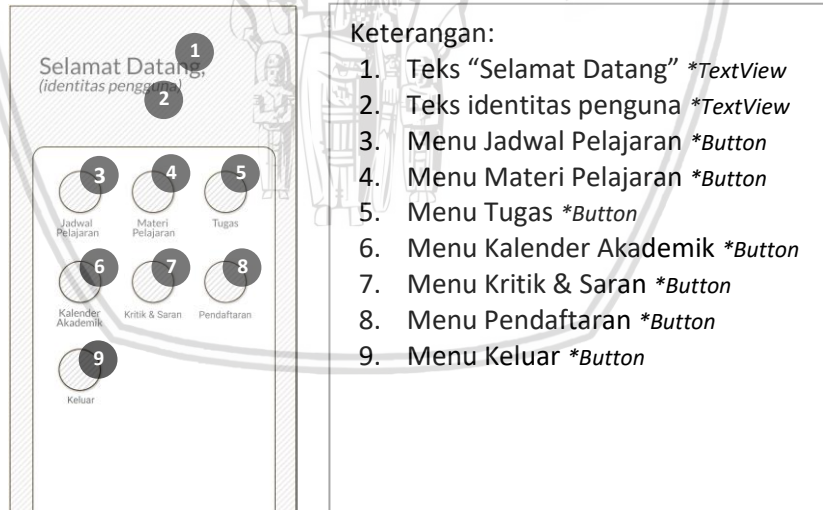 Selamat Datang,
(identitas pengguna)
1
2
3
4
5
Jadwal
Pelajaran
Materi
Pelajaran
Tugas
6
7
8
Kalender
Akademik
Kritik & Saran
Pendaftaran
9
Keluar
Keterangan:
1. Teks “Selamat Datang” *TextView
2. Teks identitas penguna *TextView
3. Menu Jadwal Pelajaran *Button
4. Menu Materi Pelajaran *Button
5. Menu Tugas *Button
6. Menu Kalender Akademik *Button
7. Menu Kritik & Saran *Button
8. Menu Pendaftaran *Button
9. Menu Keluar *Button